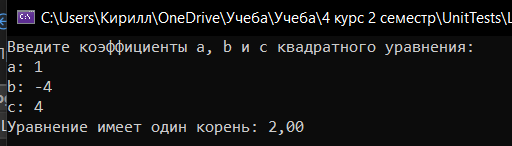 C:\Users\Кирилл\OneDrive\Учеба\Учеба\4 курс 2 семестр\UnitTests\L
Введите коэффициенты a, b и c квадратного уравнения:
a: 1
b: -4
c: 4
Уравнение имеет один корень: 2,00